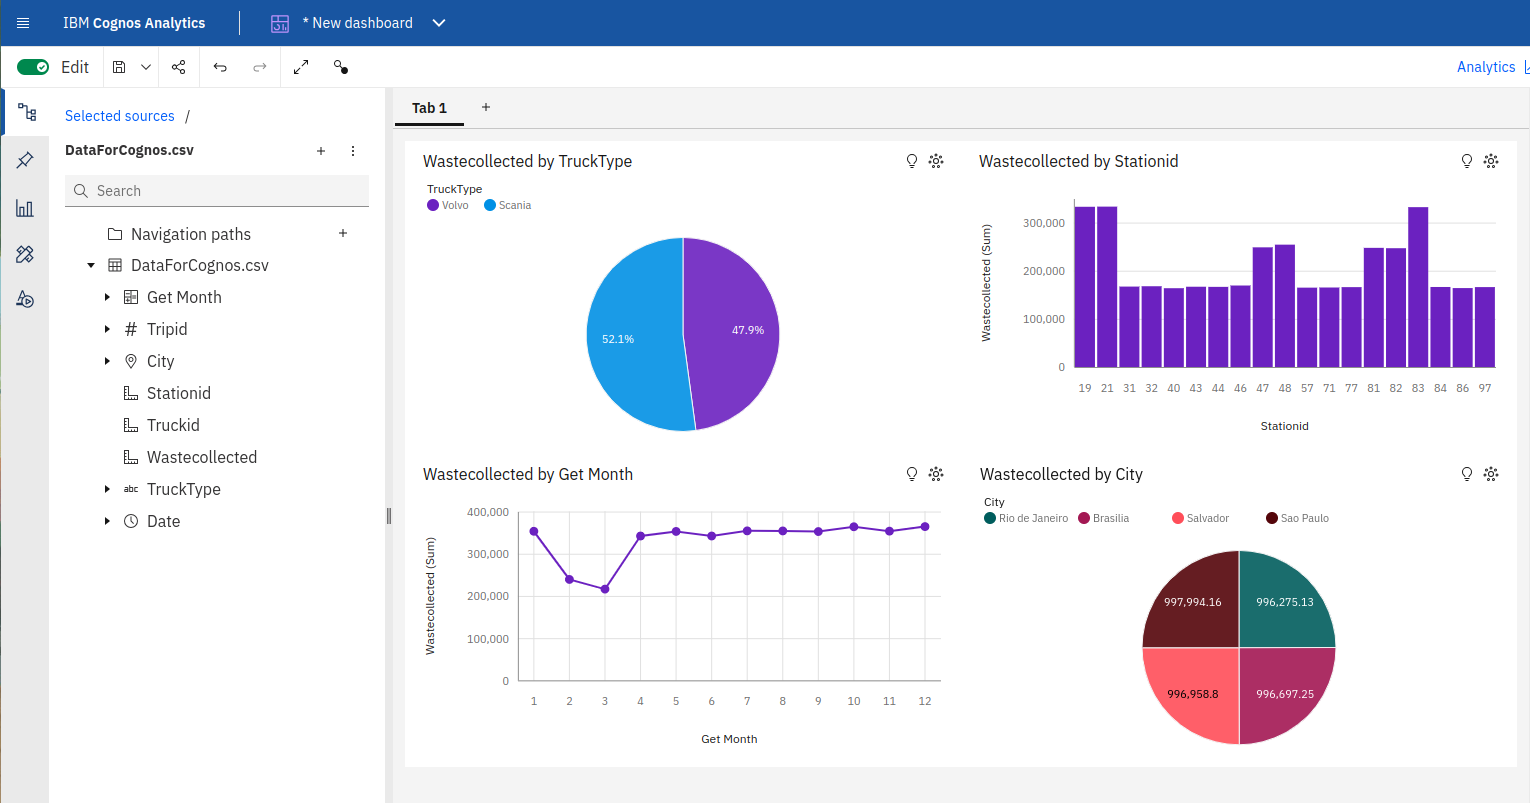 IBM Cognos Analytics
* New dashboard
Edit
Analytics
Selected sources /
DataForCognos.csv
Search
Navigation paths
DataForCognos.csv
Get Month
Tripid
City
Stationid
Truckid
Wastecollected
abc TruckType
Date
Tab 1
Wastecollected by TruckType
TruckType
Volvo Scania
52.1% 47.9%
Wastecollected by Stationid
Wastecollected (Sum)
300,000
200,000
100,000
0
19 21 31 32 40 43 44 46 47 48 57 71 77 81 82 83 84 86 97
Stationid
Wastecollected by Get Month
Wastecollected (Sum)
400,000
300,000
200,000
100,000
0
1 2 3 4 5 6 7 8 9 10 11 12
Get Month
Wastecollected by City
City
Rio de Janeiro Brasilia Salvador Sao Paulo
997,994.16 996,275.13
996,958.8 996,697.25